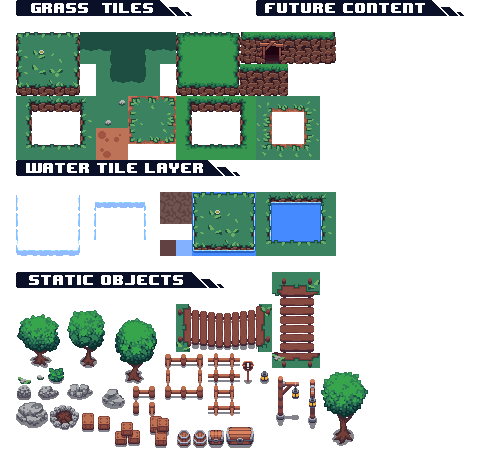 GRASS TILES
FUTURE CONTENT
WATER TILE LAYER
STATIC OBJECTS